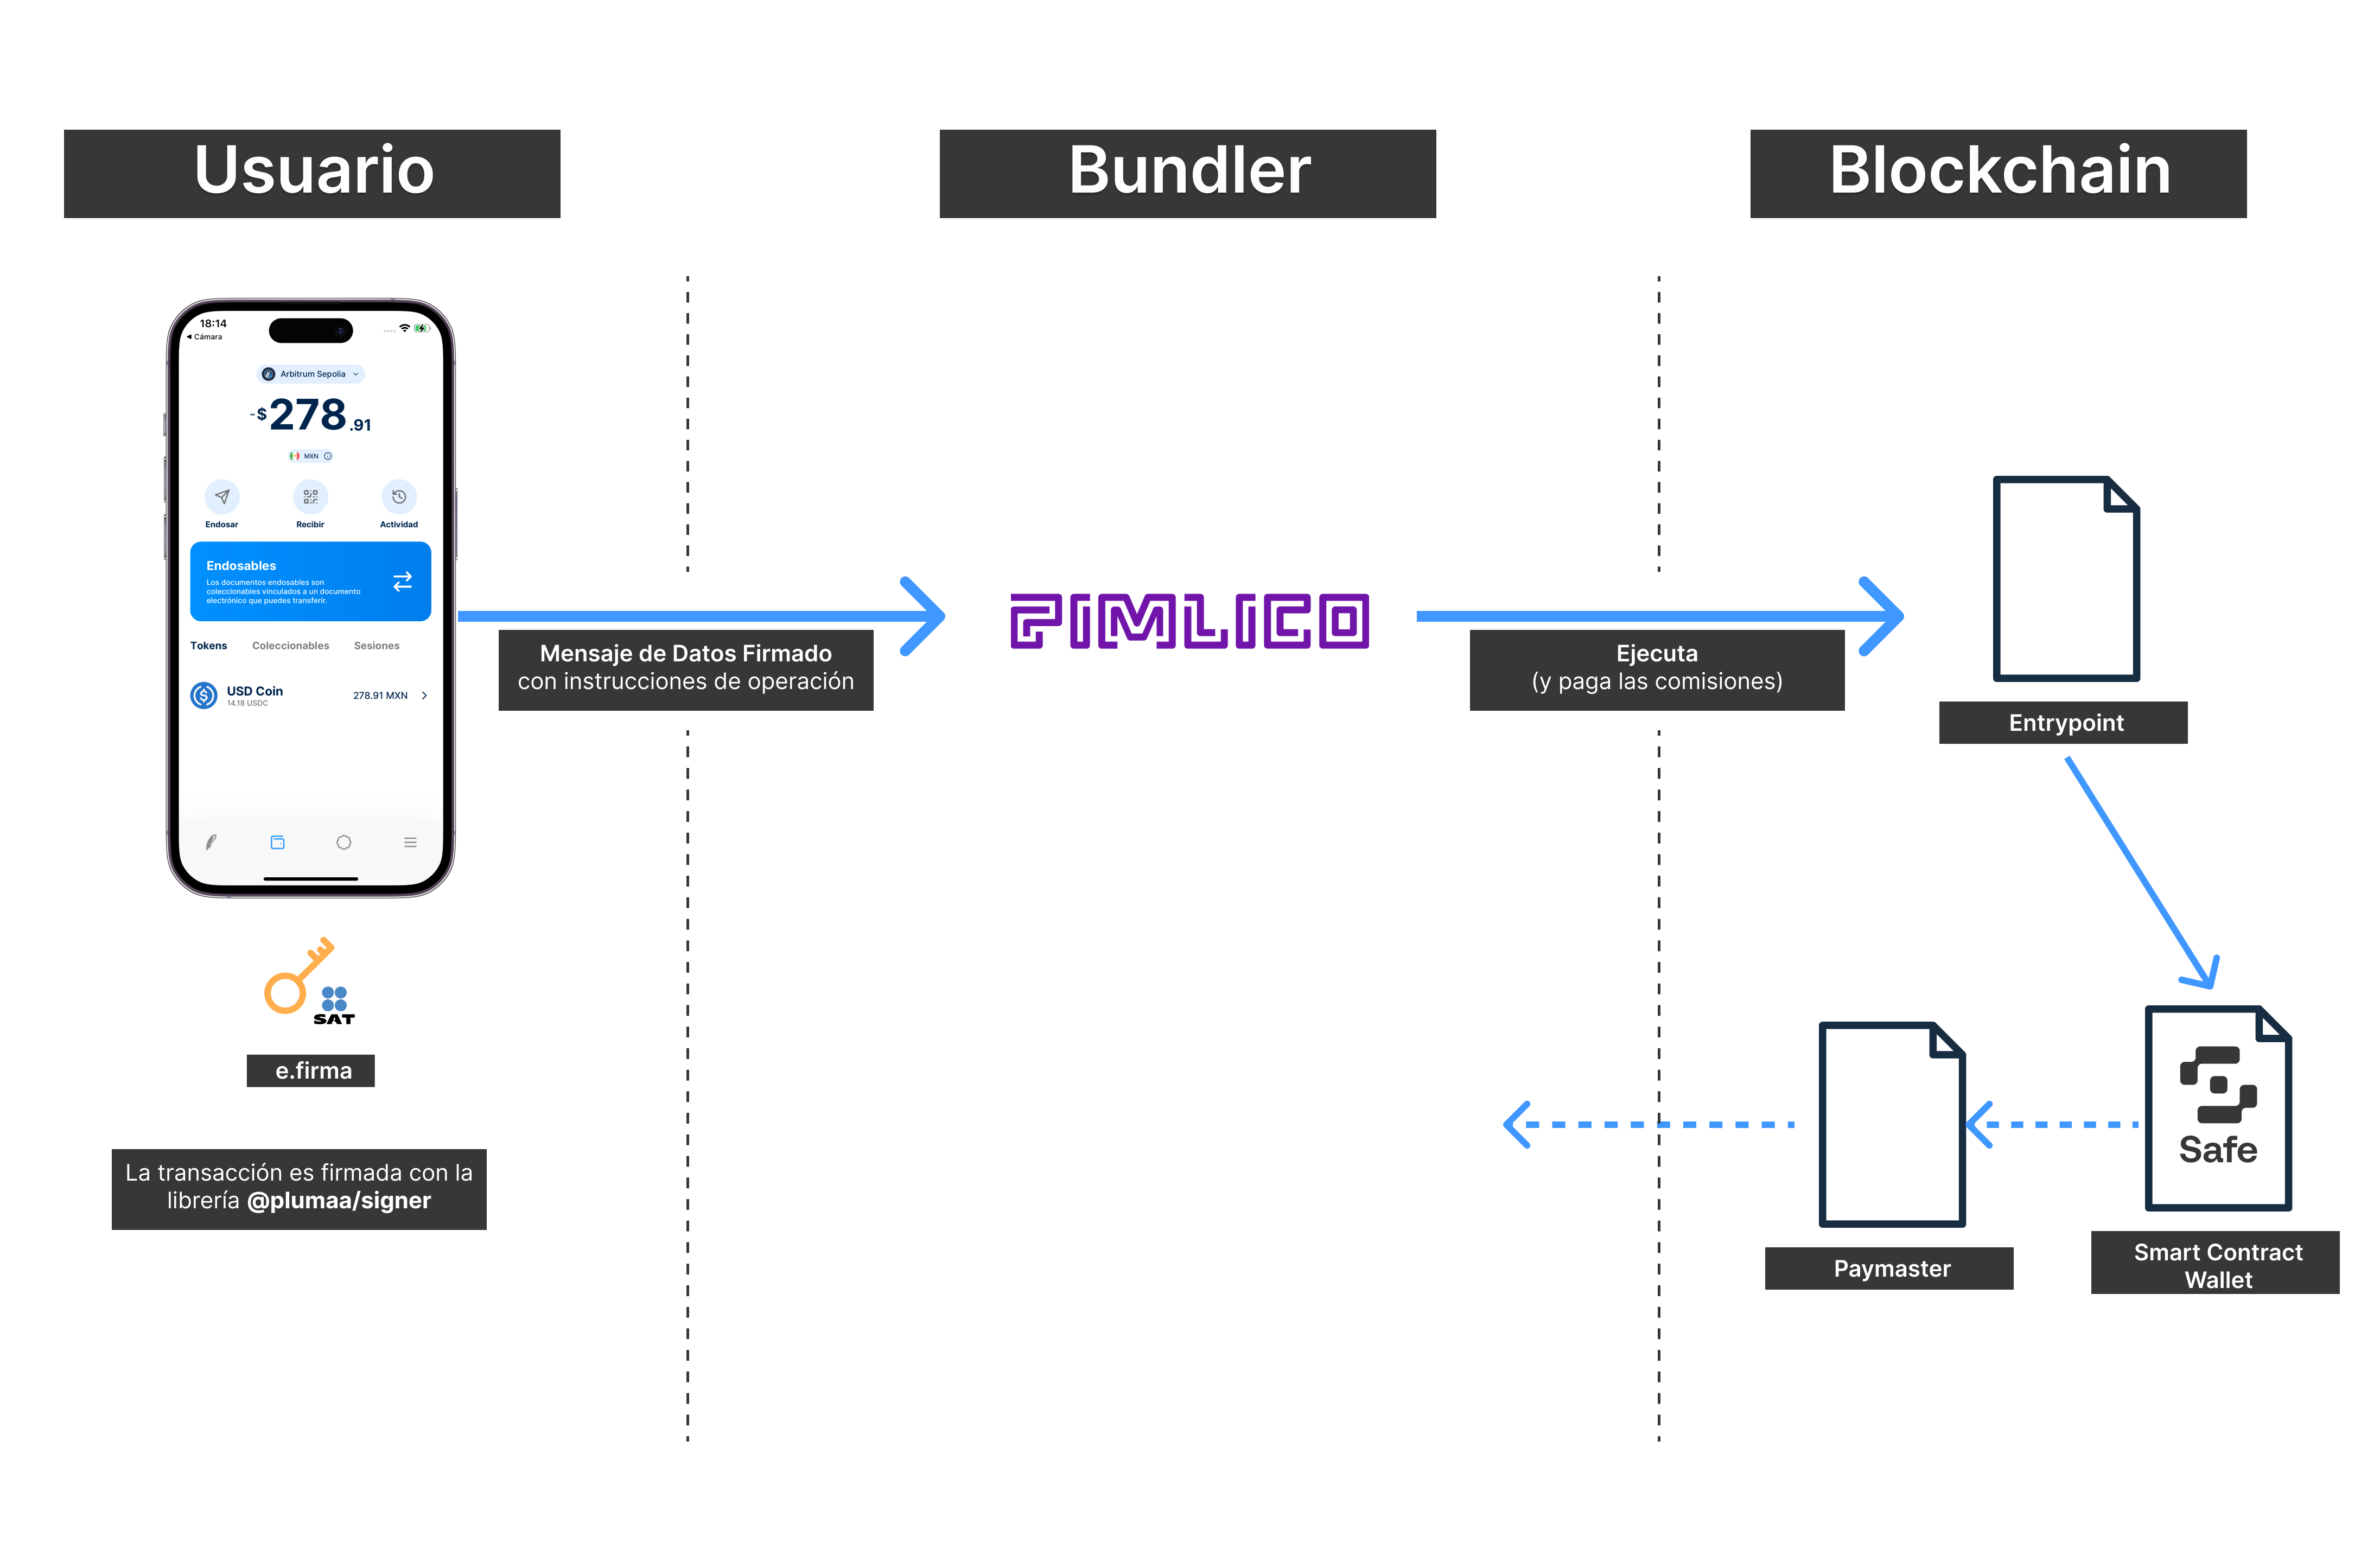 Usuario
Bundler
Blockchain
18:14
◀ Cámara
Arbitrum Sepolia
~$278.91
MXN
Endosar
Recibir
Actividad
Endosables
Los documentos endosables son
coleccionables vinculados a un documento
electrónico que puedes transferir.
Tokens
Coleccionables
Sesiones
USD Coin
14.18 USDC
278.91 MXN
Mensaje de Datos Firmado
con instrucciones de operación
PIMLICO
Ejecuta
(y paga las comisiones)
Entrypoint
SAT
e.firma
La transacción es firmada con la
librería @plumaa/signer
Safe
Paymaster
Smart Contract
Wallet